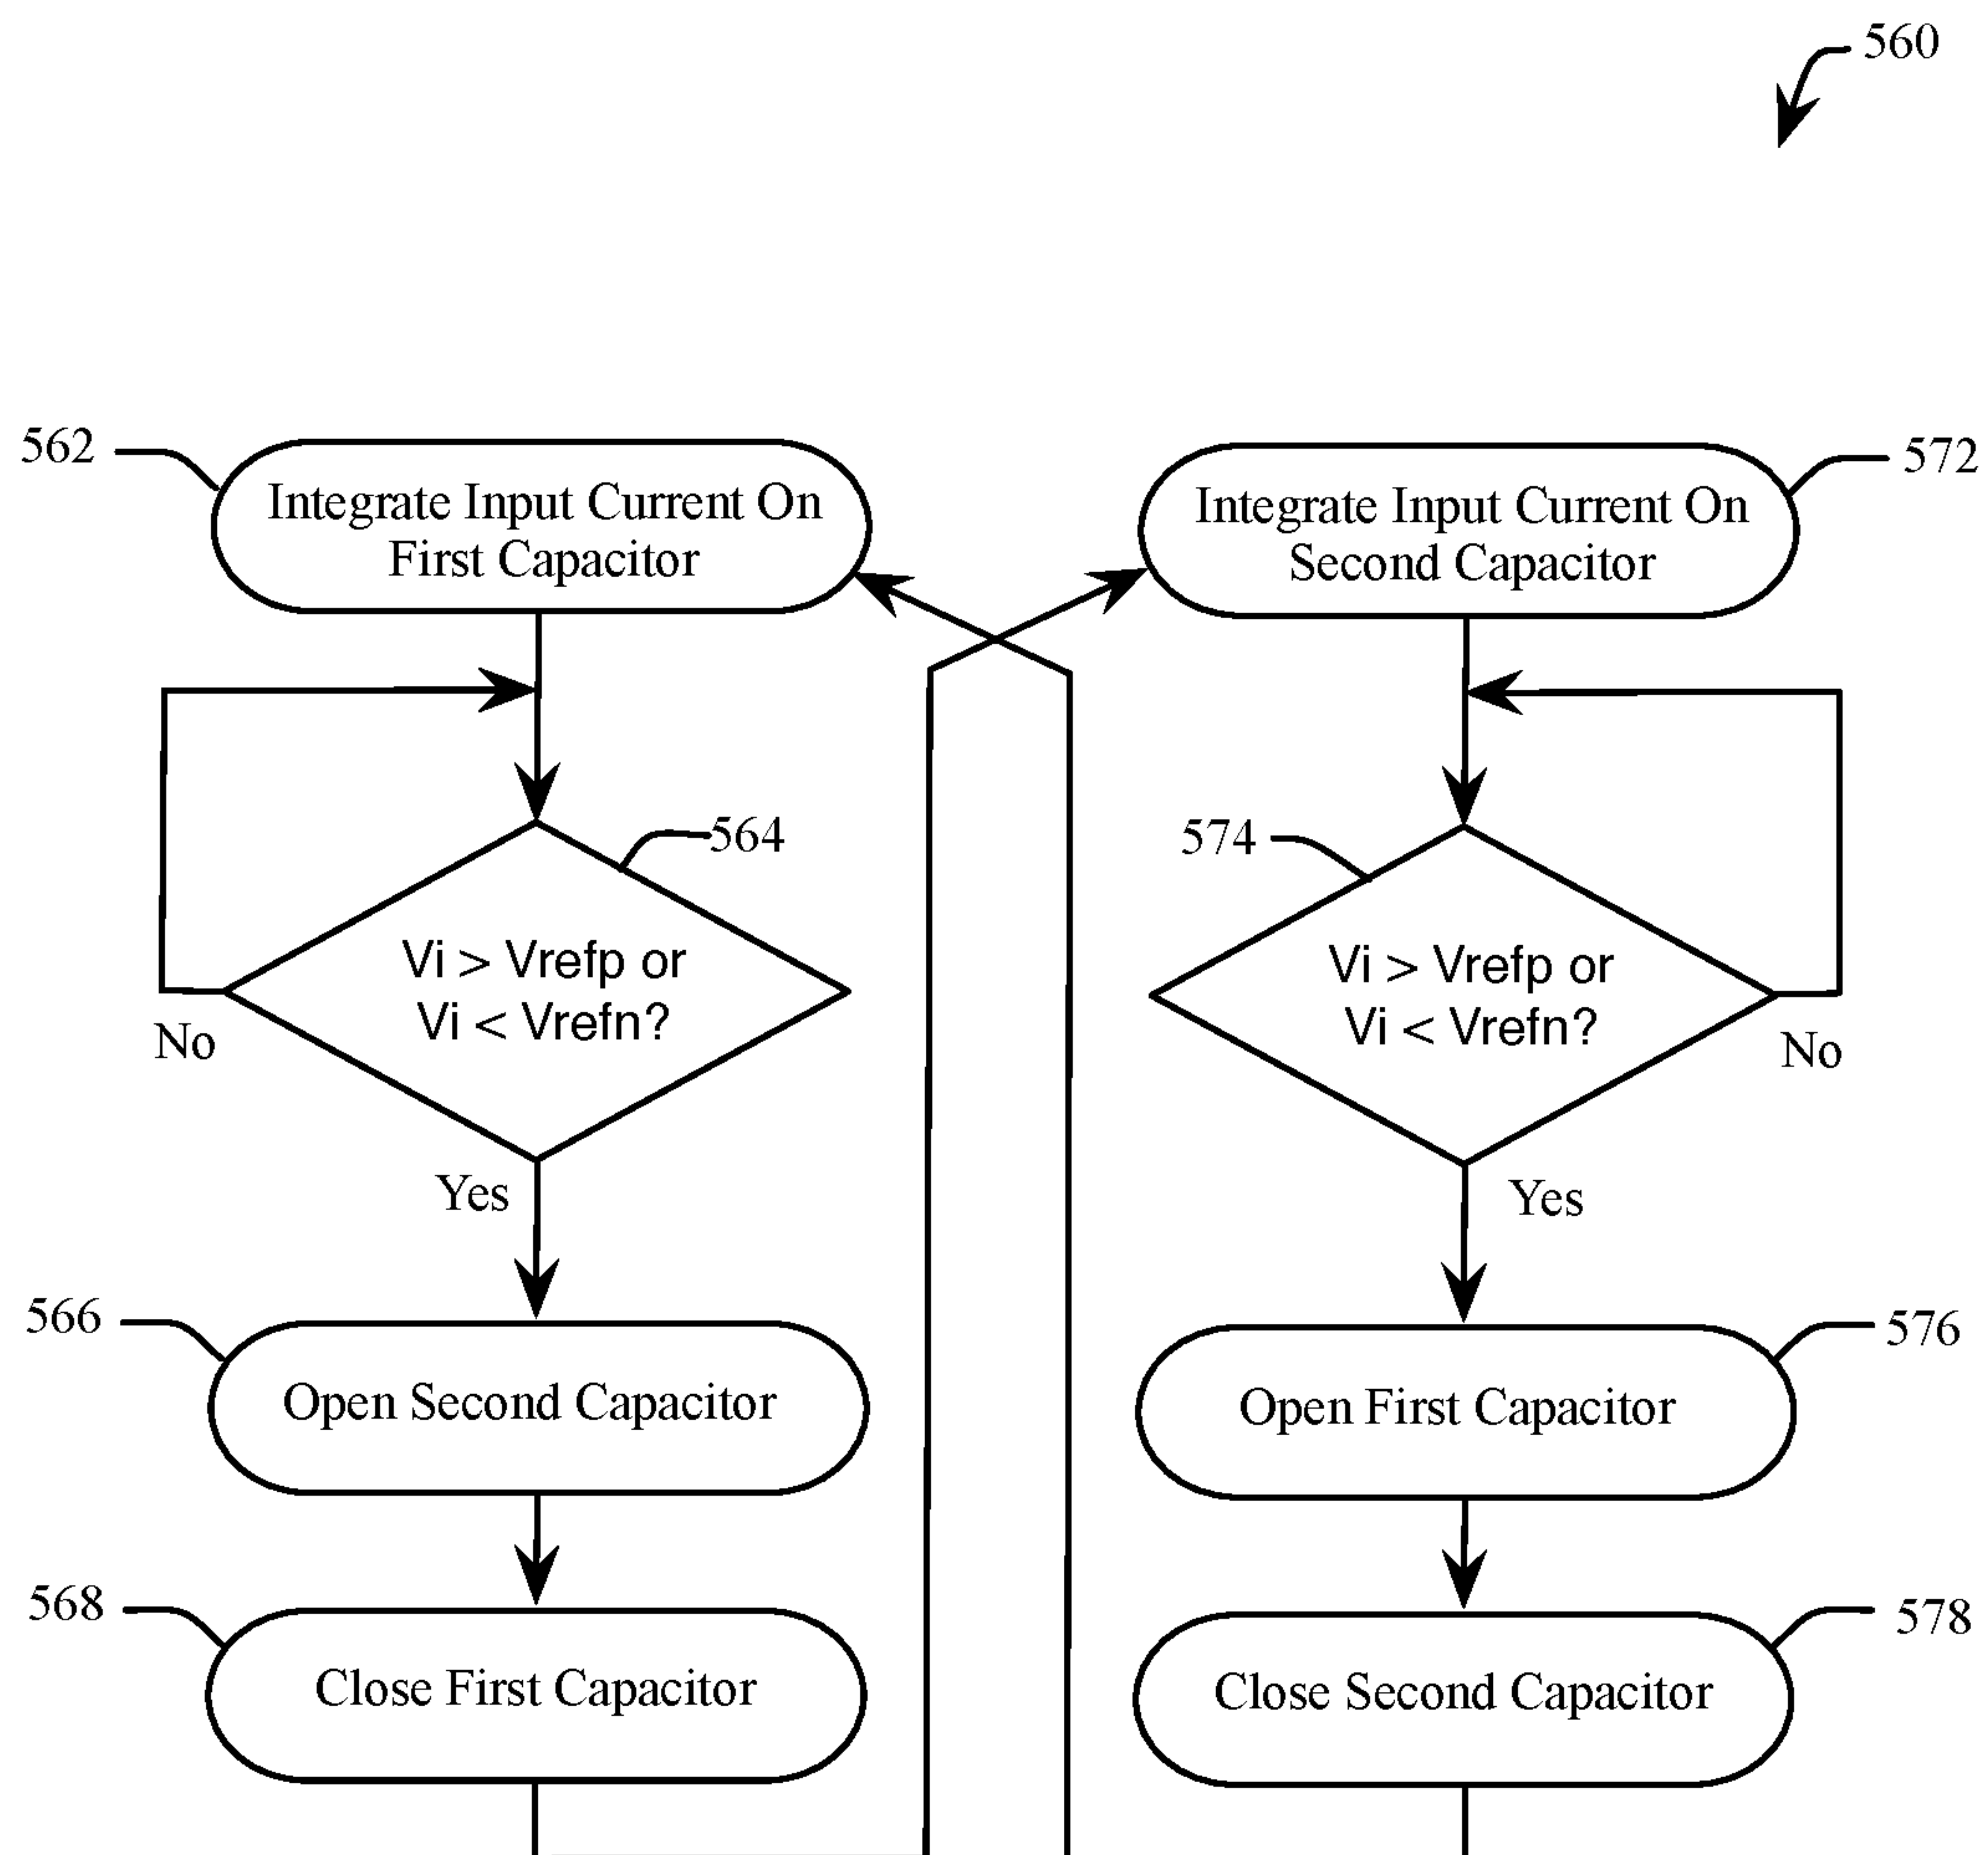 560
562
Integrate Input Current On
First Capacitor
572
Integrate Input Current On
Second Capacitor
564
Vi > Vrefp or
Vi < Vrefn?
No
Yes
574
Vi > Vrefp or
Vi < Vrefn?
No
Yes
566
Open Second Capacitor
576
Open First Capacitor
568
Close First Capacitor
578
Close Second Capacitor